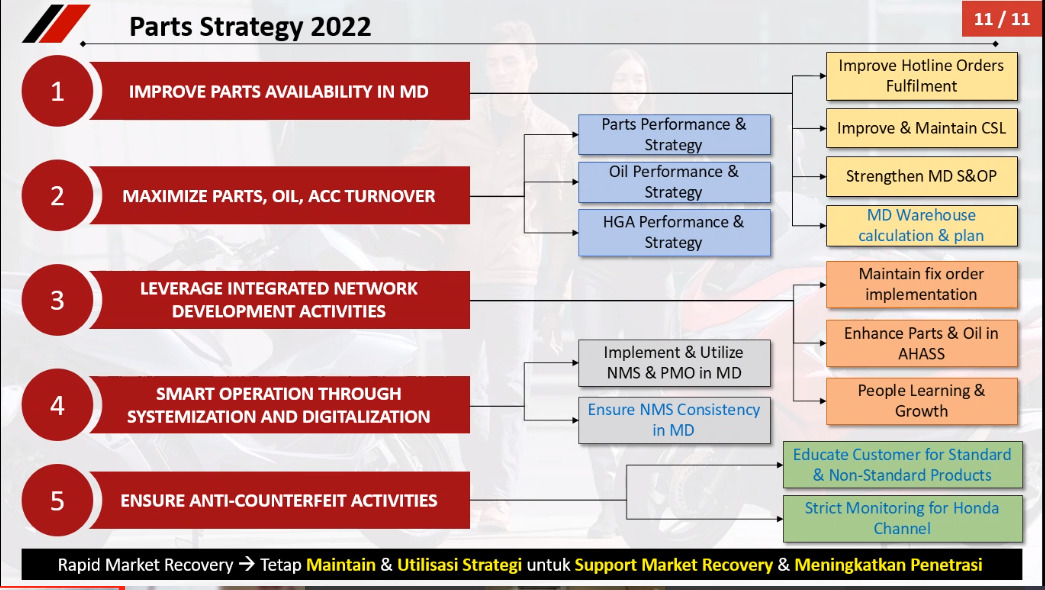 Parts Strategy 2022
11 / 11
1
IMPROVE PARTS AVAILABILITY IN MD
Improve Hotline Orders
Fulfilment
Improve & Maintain CSL
Strengthen MD S&OP
MD Warehouse
calculation & plan
2
MAXIMIZE PARTS, OIL, ACC TURNOVER
Parts Performance &
Strategy
Oil Performance &
Strategy
HGA Performance &
Strategy
3
LEVERAGE INTEGRATED NETWORK
DEVELOPMENT ACTIVITIES
Maintain fix order
implementation
Enhance Parts & Oil in
AHASS
People Learning &
Growth
4
SMART OPERATION THROUGH
SYSTEMIZATION AND DIGITALIZATION
Implement & Utilize
NMS & PMO in MD
Ensure NMS Consistency
in MD
5
ENSURE ANTI-COUNTERFEIT ACTIVITIES
Educate Customer for Standard
& Non-Standard Products
Strict Monitoring for Honda
Channel
Rapid Market Recovery → Tetap Maintain & Utilisasi Strategi untuk Support Market Recovery & Meningkatkan Penetrasi